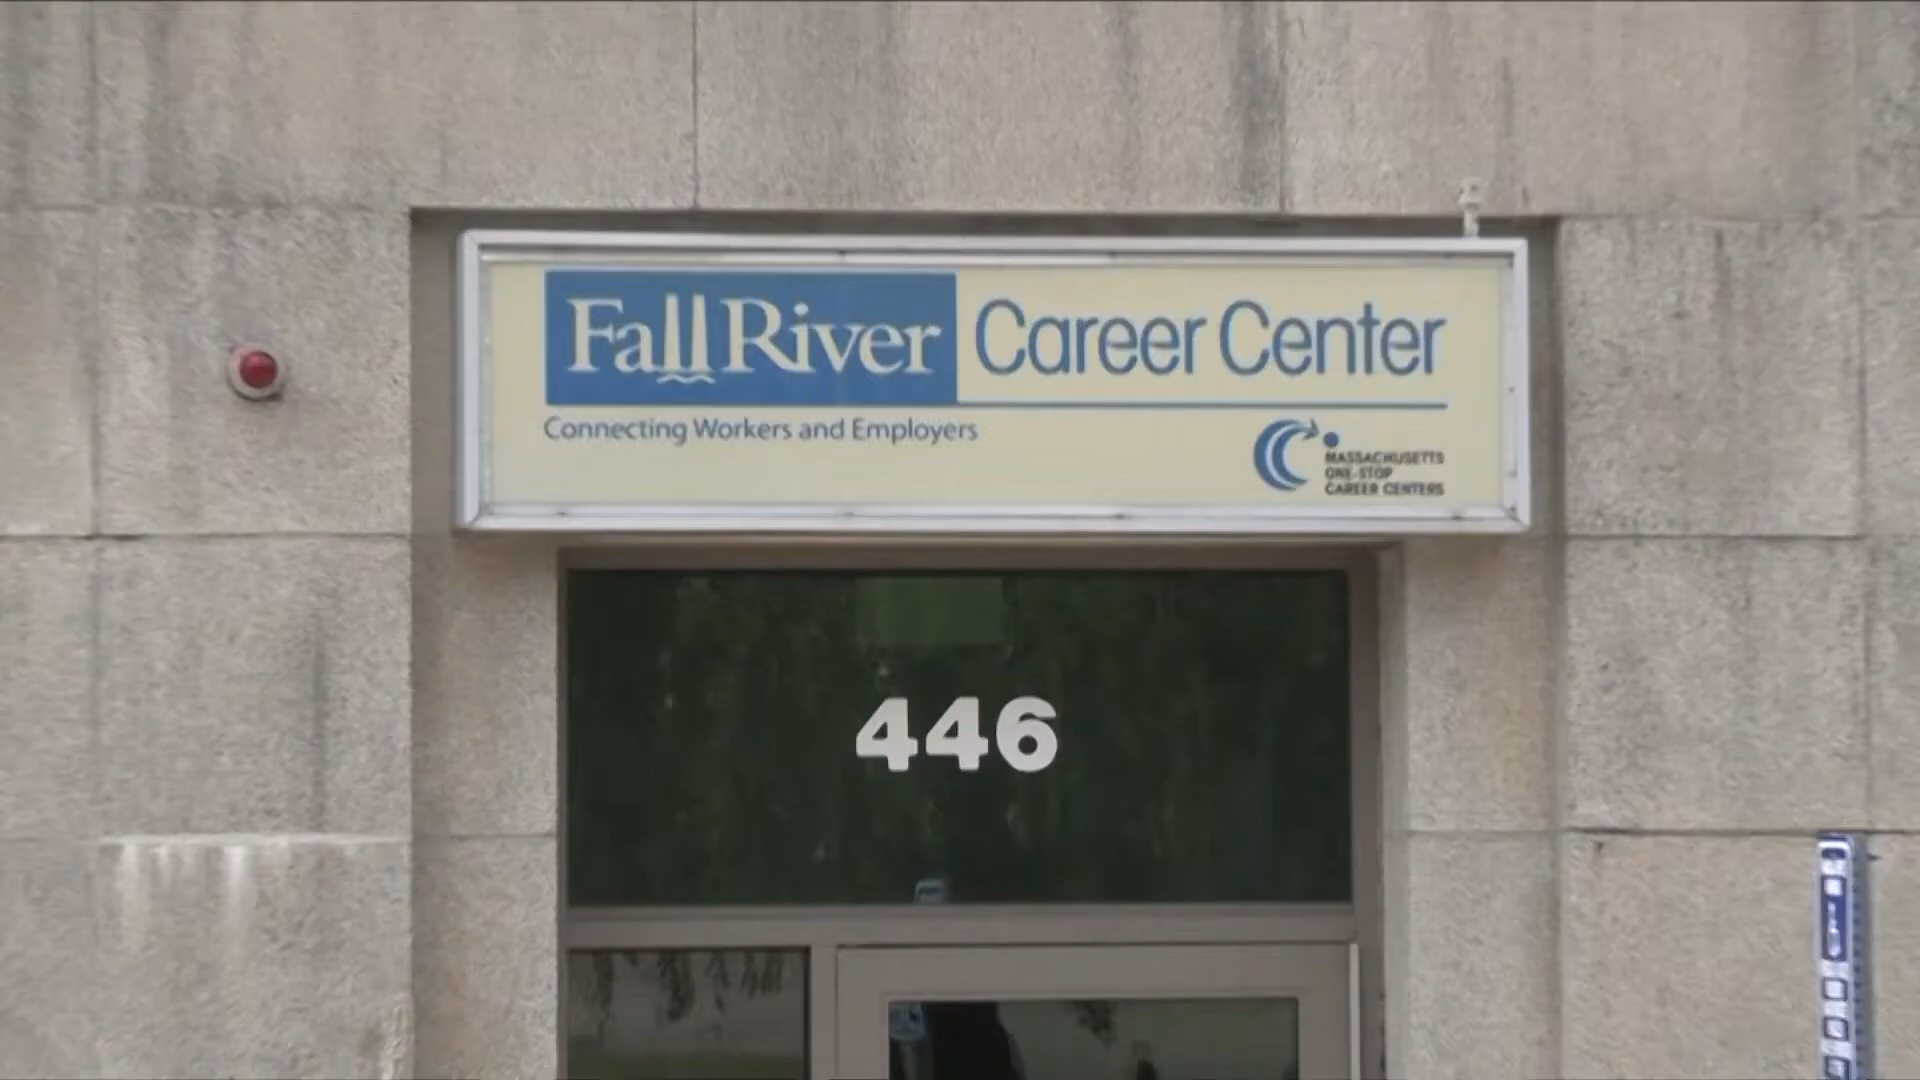 Fall River Career Center
Connecting Workers and Employers
MASSACHUSETTS
ONE-STOP
CAREER CENTERS
446